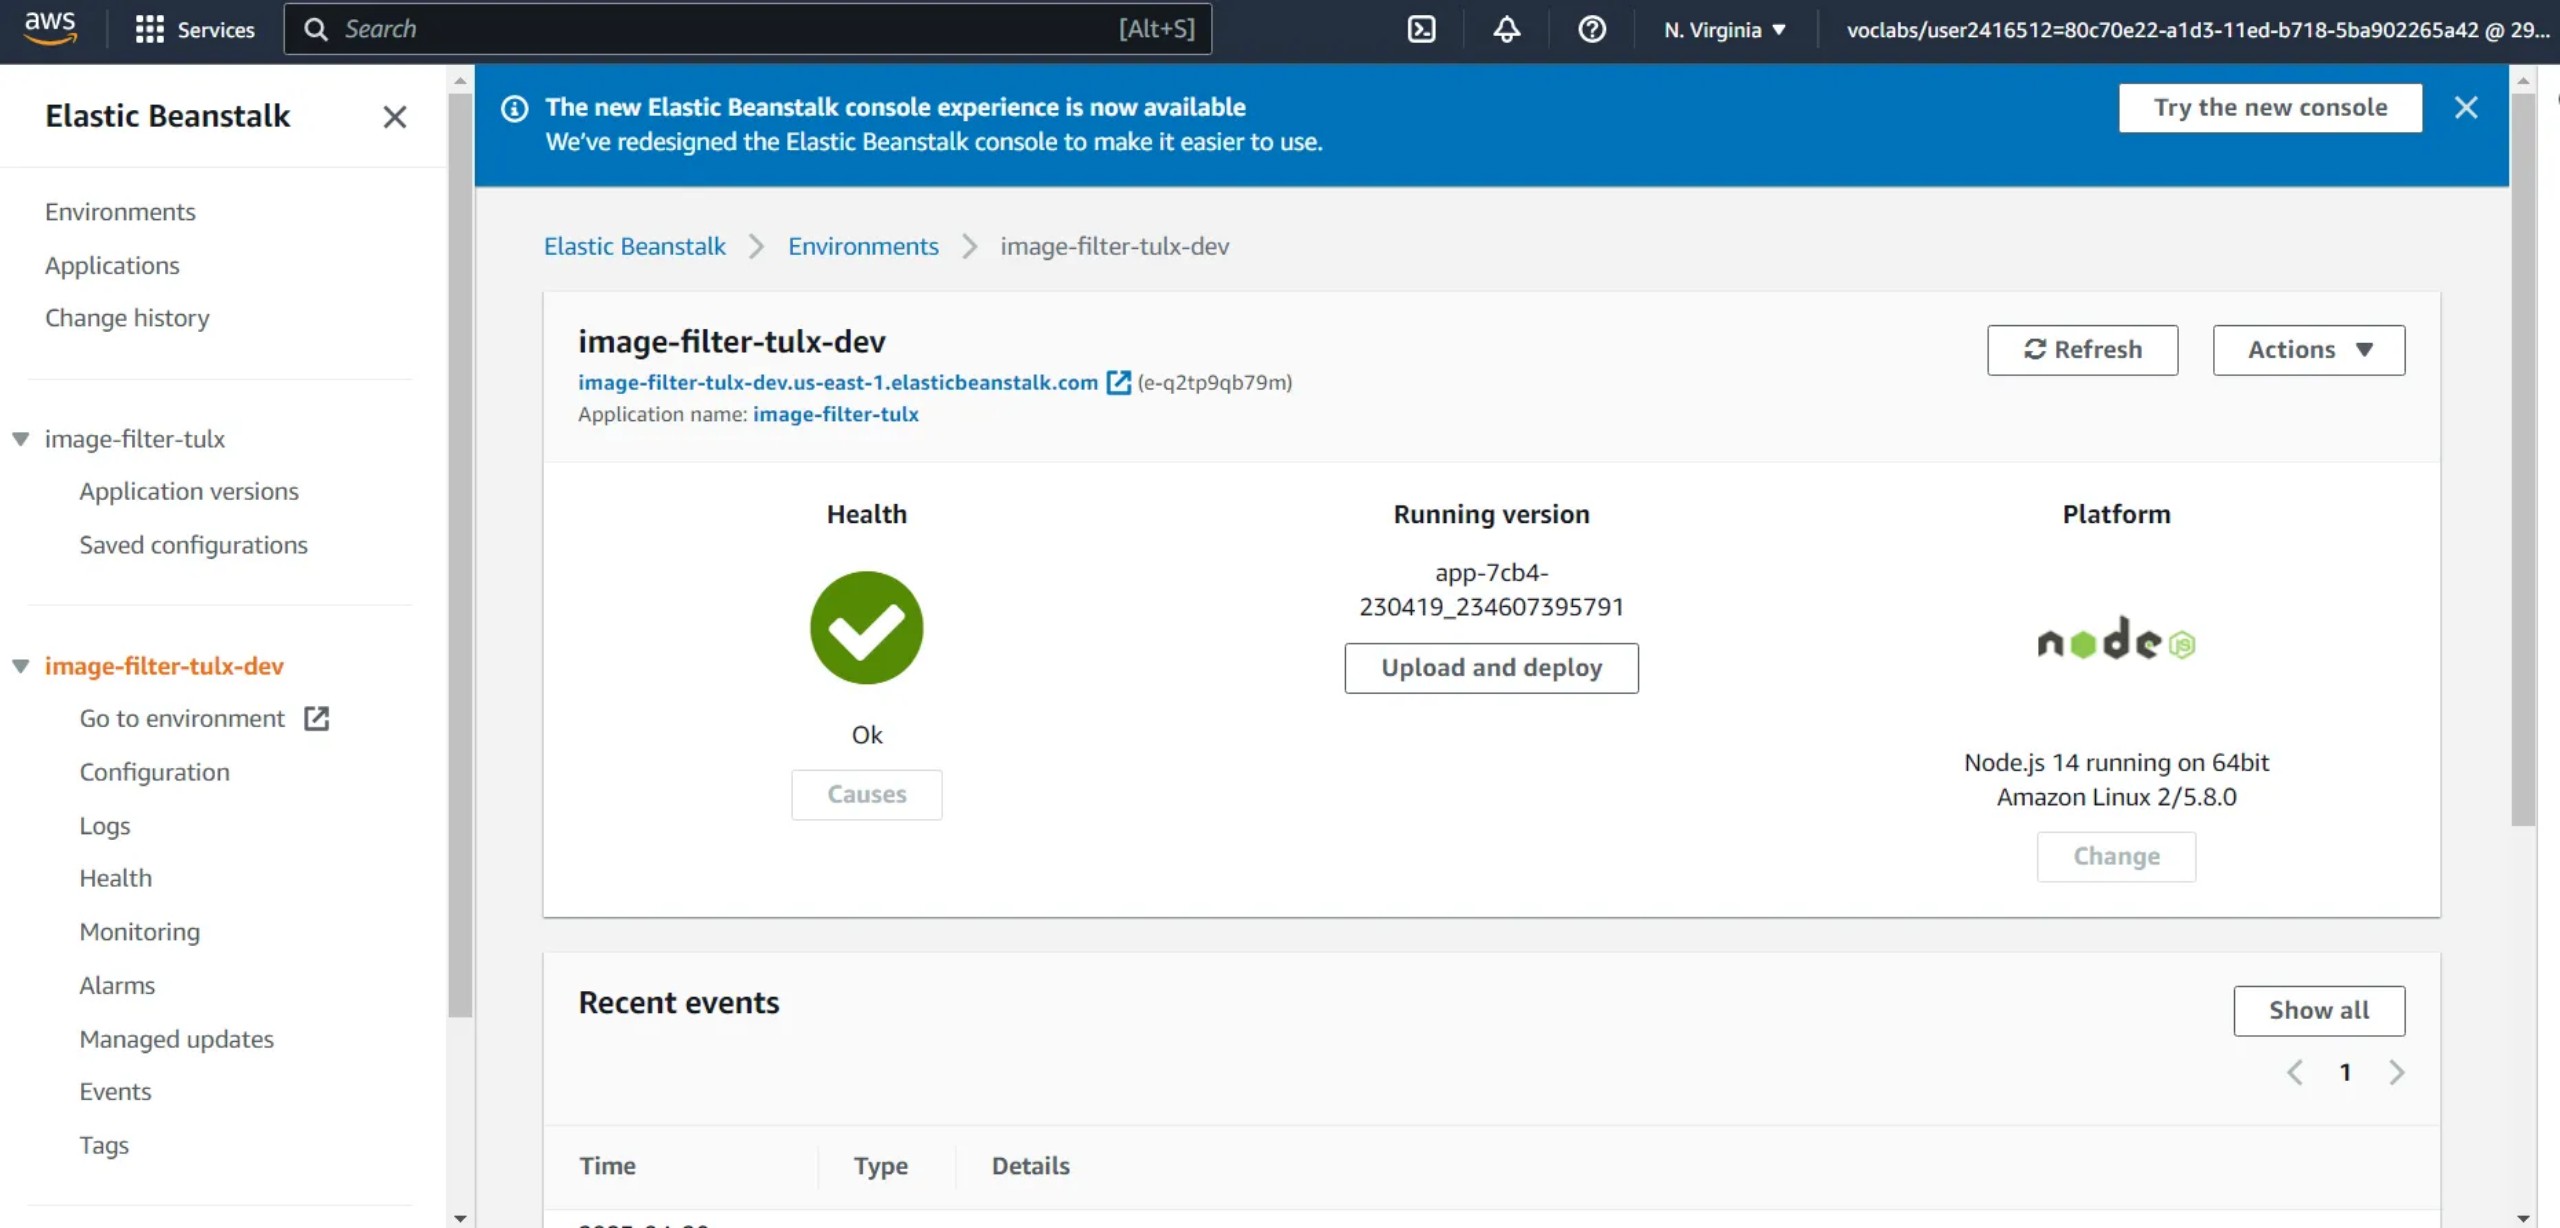 aws
Services
Search
[Alt+S]
N. Virginia
voclabs/user2416512=80c70e22-a1d3-11ed-b718-5ba902265a42 @ 29...
Elastic Beanstalk
Environments
Applications
Change history
image-filter-tulx
Application versions
Saved configurations
image-filter-tulx-dev
Go to environment
Configuration
Logs
Health
Monitoring
Alarms
Managed updates
Events
Tags
The new Elastic Beanstalk console experience is now available
We've redesigned the Elastic Beanstalk console to make it easier to use.
Try the new console
Elastic Beanstalk
Environments
image-filter-tulx-dev
image-filter-tulx-dev
image-filter-tulx-dev.us-east-1.elasticbeanstalk.com (e-q2tp9qb79m)
Application name: image-filter-tulx
Refresh
Actions
Health
Ok
Causes
Running version
app-7cb4-
230419_234607395791
Upload and deploy
Platform
node JS
Node.js 14 running on 64bit
Amazon Linux 2/5.8.0
Change
Recent events
Show all
1
Time
Type
Details